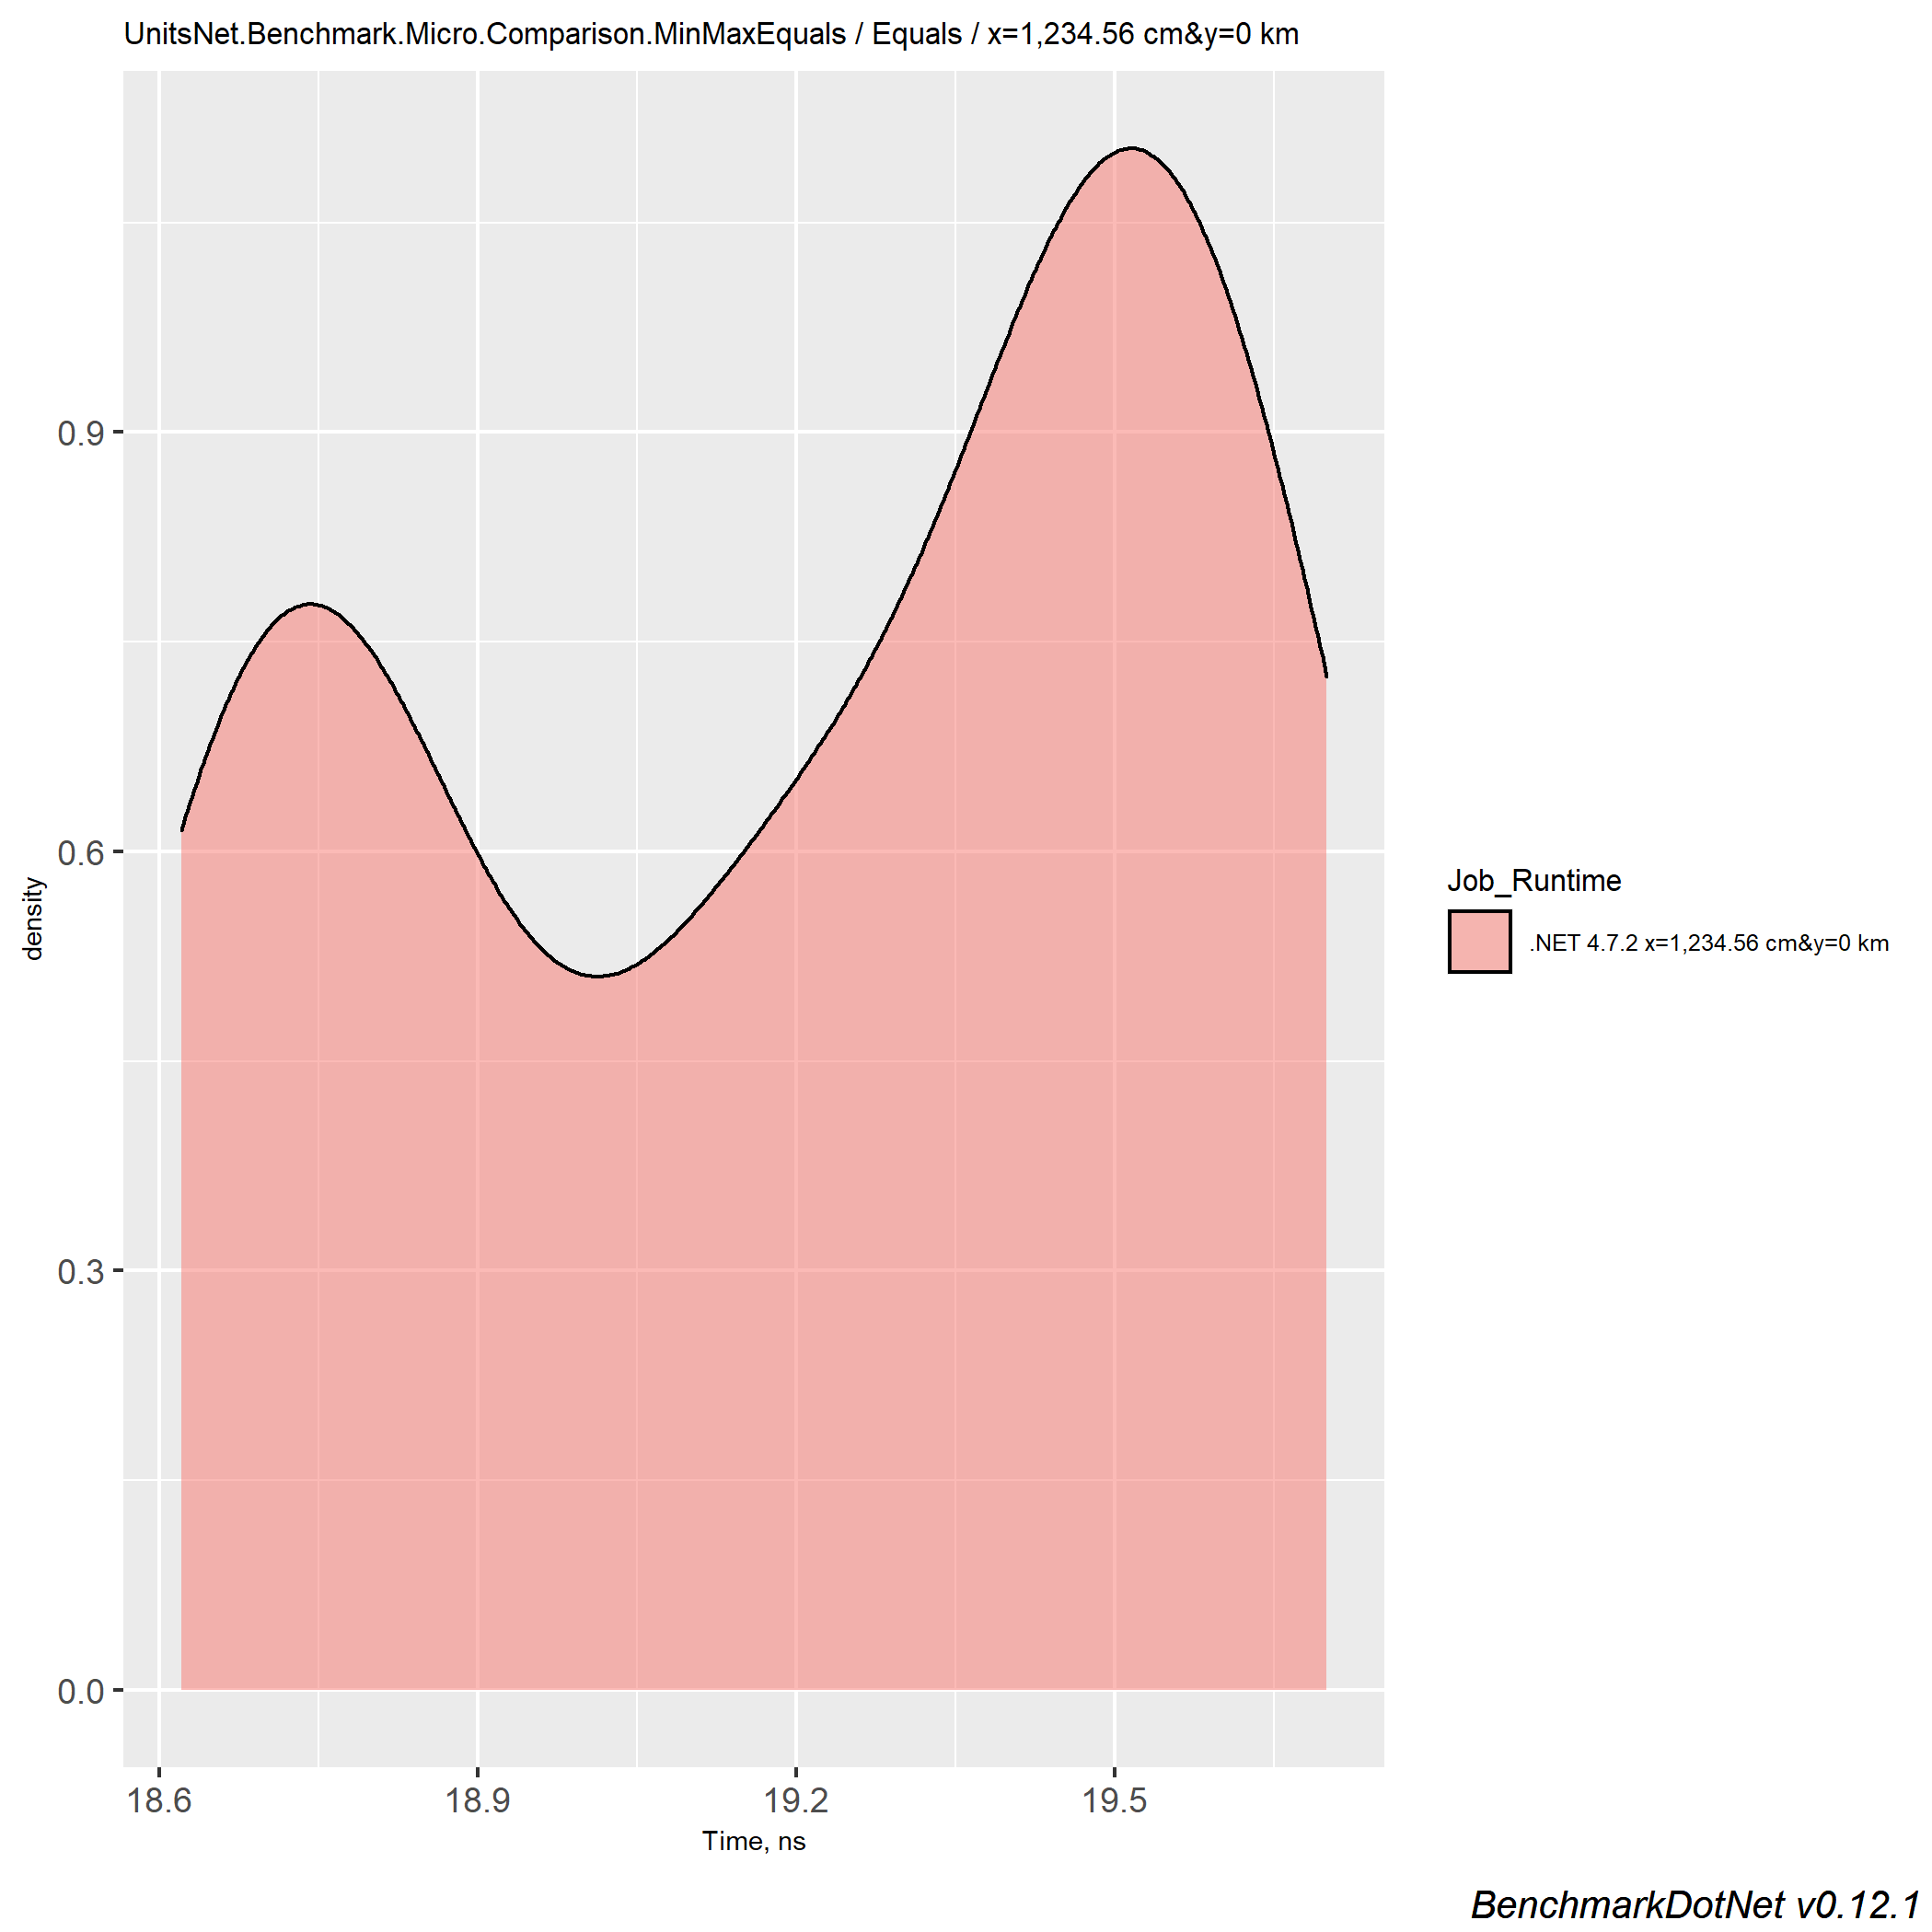 UnitsNet.Benchmark.Micro.Comparison.MinMaxEquals / Equals / x=1,234.56 cm&y=0 km
0.9
0.6
0.3
0.0
density
18.6 18.9 19.2 19.5
Time, ns
Job_Runtime
.NET 4.7.2 x=1,234.56 cm&y=0 km
BenchmarkDotNet v0.12.1